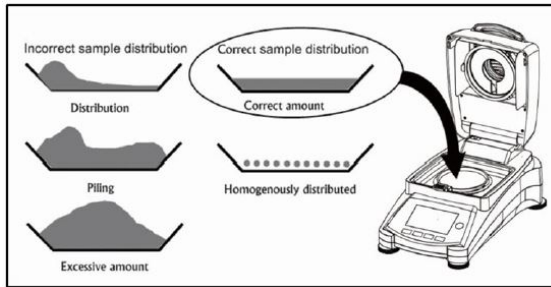 Incorrect sample distribution
Distribution
Piling
Excessive amount
Correct sample distribution
Correct amount
Homogenously distributed